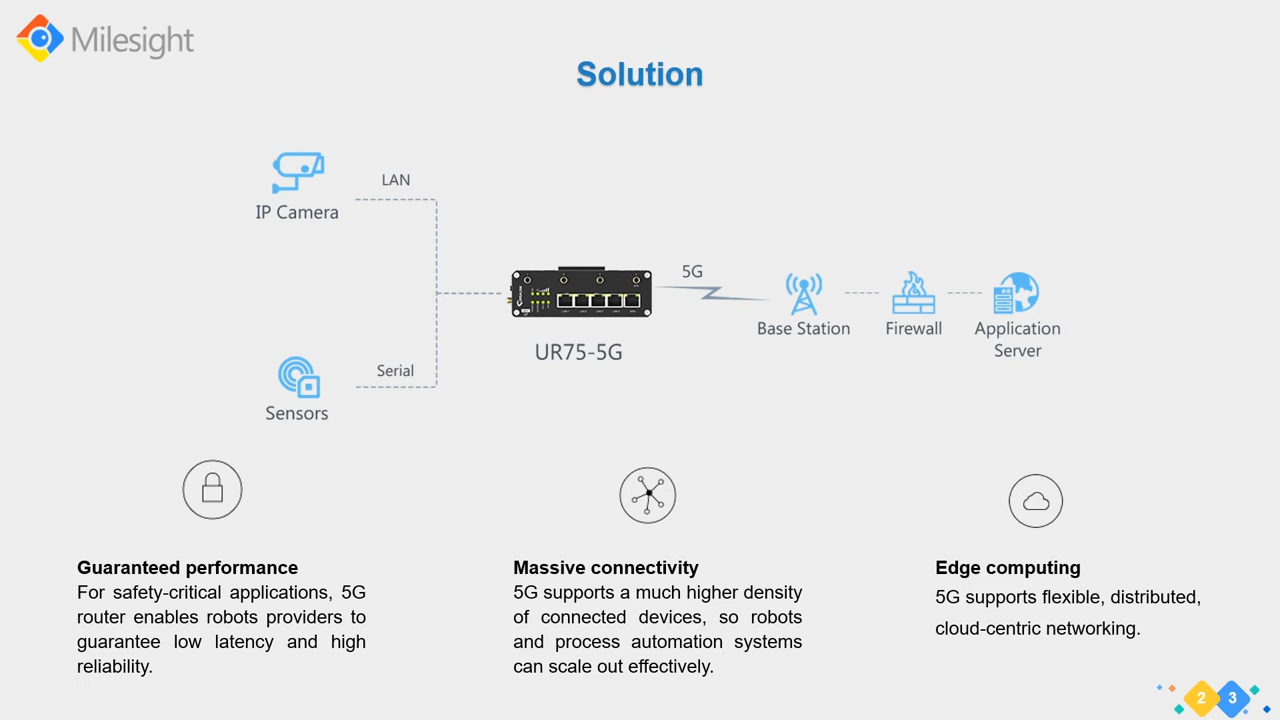 Milesight
Solution
LAN
IP Camera
5G
UR75-5G
Base Station
Firewall
Application
Server
Serial
Sensors
Guaranteed performance
For safety-critical applications, 5G
router enables robots providers to
guarantee low latency and high
reliability.
Massive connectivity
5G supports a much higher density
of connected devices, so robots
and process automation systems
can scale out effectively.
Edge computing
5G supports flexible, distributed,
cloud-centric networking.
2 3